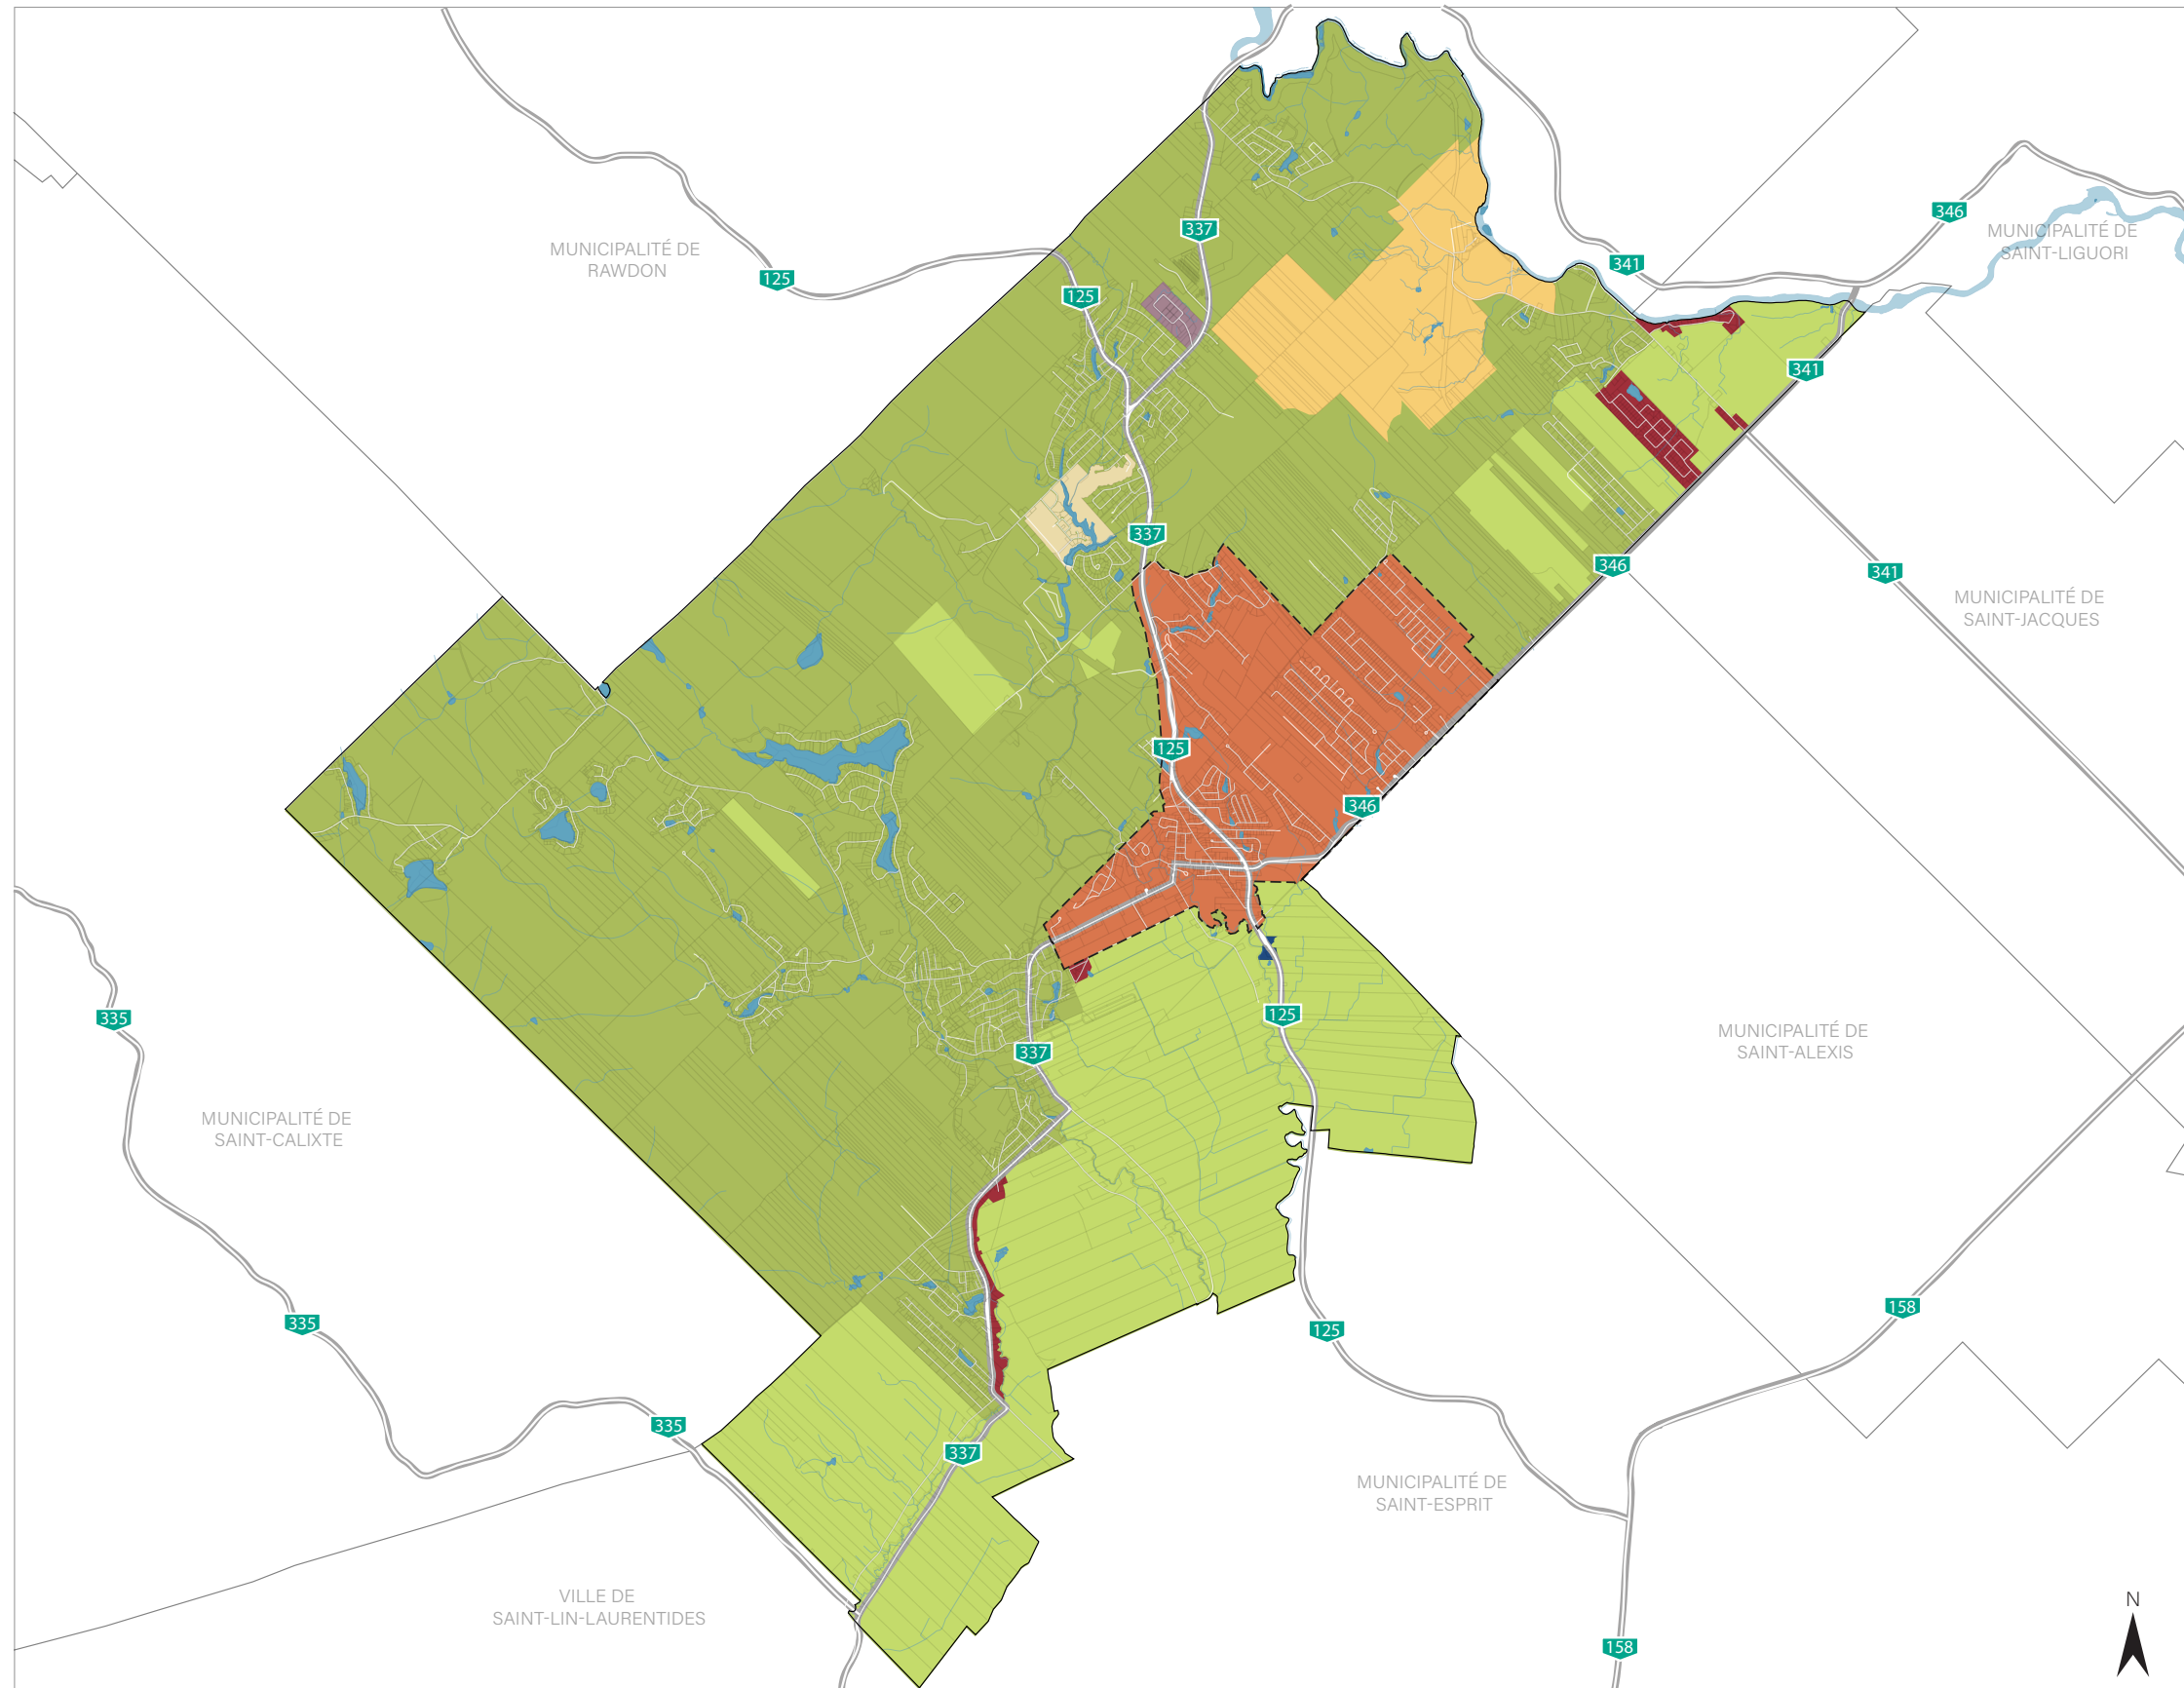 346
MUNICIPALITÉ DE
SAINT-LIGUORI
337
MUNICIPALITÉ DE
RAWDON
341
125
125
341
337
346
341
MUNICIPALITÉ DE
SAINT-JACQUES
125
346
335
125
MUNICIPALITÉ DE
SAINT-ALEXIS
337
MUNICIPALITÉ DE
SAINT-CALIXTE
158
335
125
335
337
MUNICIPALITÉ DE
SAINT-ESPRIT
VILLE DE
SAINT-LIN-LAURENTIDES
N
158